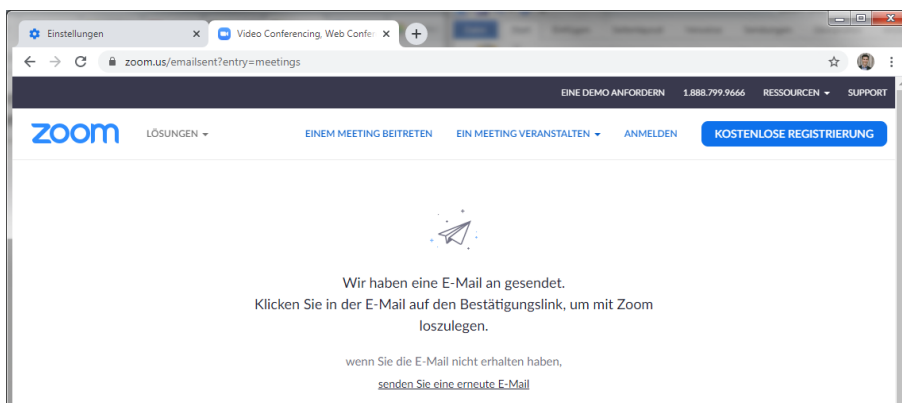 Einstellungen
Video Conferencing, Web Confer
zoom.us/emailsent?entry=meetings
EINE DEMO ANFORDERN 1.888.799.9666 RESSOURCEN SUPPORT
zoom LÖSUNGEN EINEM MEETING BEITRETEN EIN MEETING VERANSTALTEN ANMELDEN KOSTENLOSE REGISTRIERUNG
Wir haben eine E-Mail an gesendet.
Klicken Sie in der E-Mail auf den Bestätigungslink, um mit Zoom
loszulegen.
wenn Sie die E-Mail nicht erhalten haben,
senden Sie eine erneute E-Mail